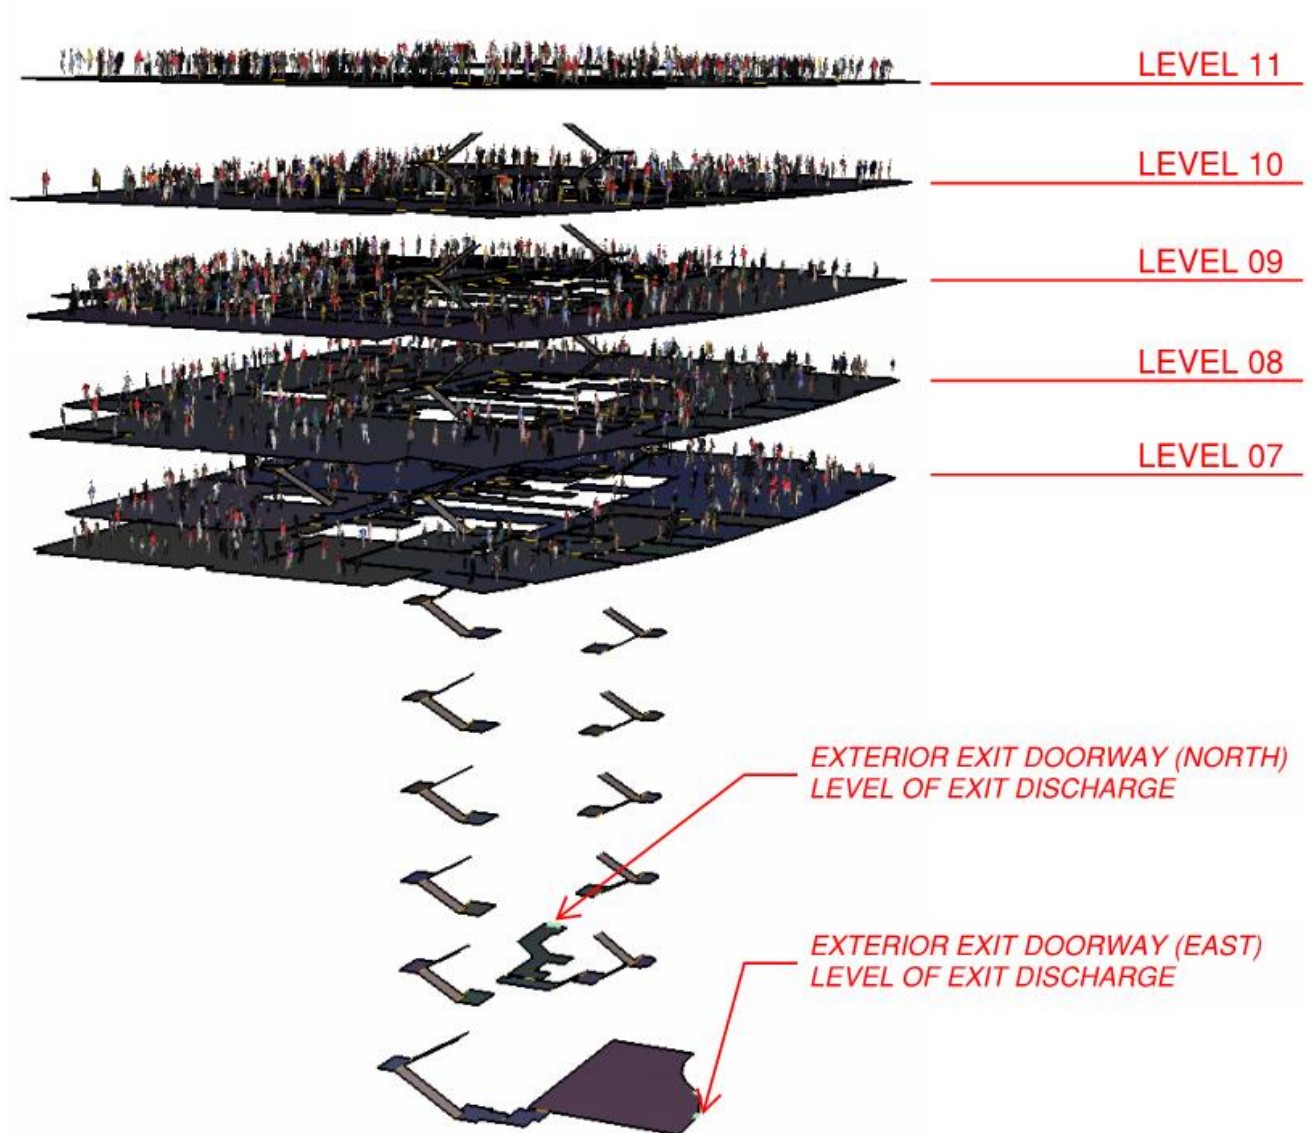 LEVEL 11
LEVEL 10
LEVEL 09
LEVEL 08
LEVEL 07
EXTERIOR EXIT DOORWAY (NORTH)
LEVEL OF EXIT DISCHARGE
EXTERIOR EXIT DOORWAY (EAST)
LEVEL OF EXIT DISCHARGE